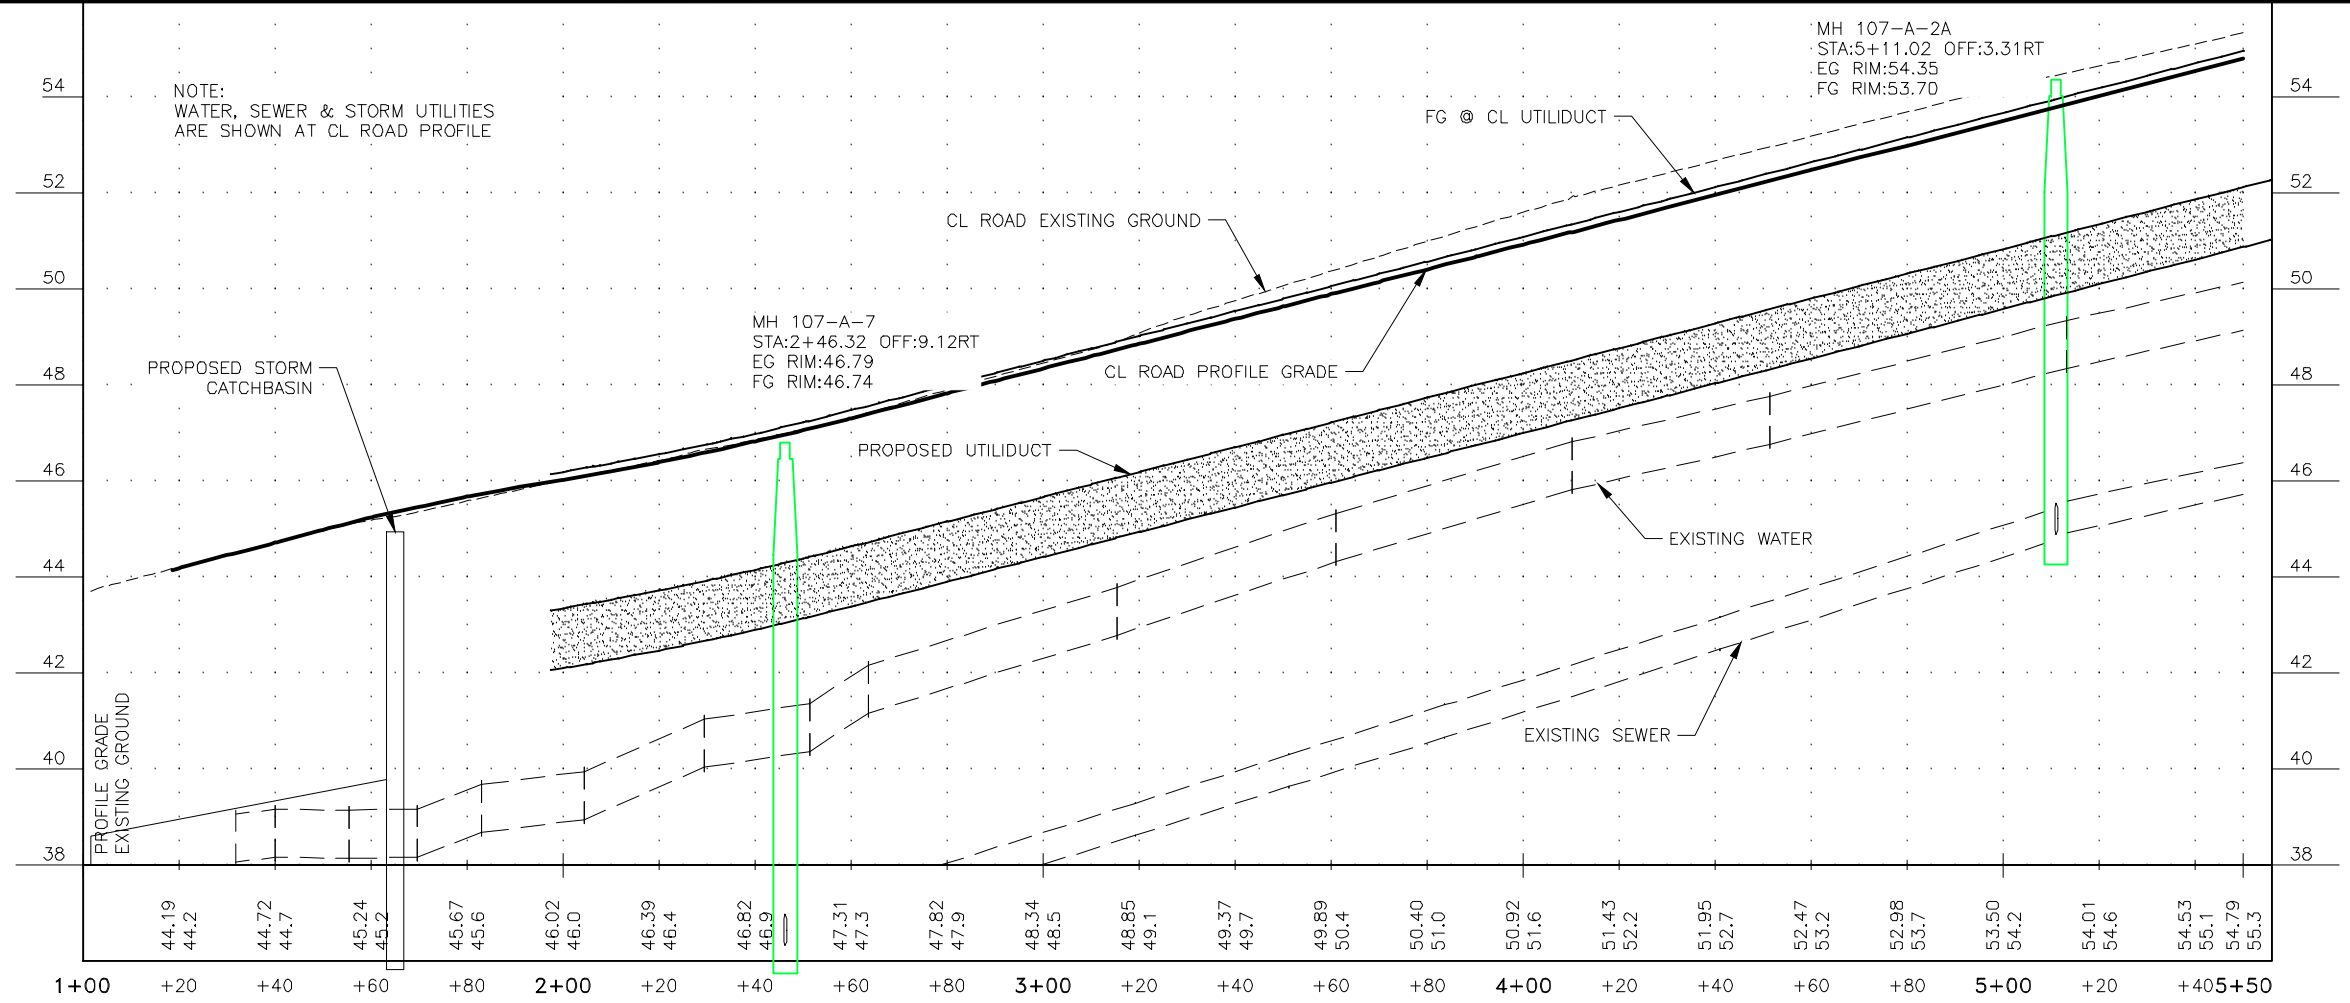 MH 107-A-2A
STA:5+11.02 OFF:3.31RT
EG RIM:54.35
FG RIM:53.70
NOTE:
WATER, SEWER & STORM UTILITIES
ARE SHOWN AT CL ROAD PROFILE
FG @ CL UTILIDUCT
CL ROAD EXISTING GROUND
MH 107-A-7
STA:2+46.32 OFF:9.12RT
EG RIM:46.79
FG RIM:46.74
PROPOSED STORM
CATCHBASIN
CL ROAD PROFILE GRADE
PROPOSED UTILIDUCT
EXISTING WATER
EXISTING SEWER
54
52
50
48
46
44
42
40
38
54
52
50
48
46
44
42
40
38
PROFILE GRADE
EXISTING GROUND
44.19
44.2
44.72
44.7
45.24
45.2
45.67
45.6
46.02
46.0
46.39
46.4
46.82
46.9
47.31
47.3
47.82
47.9
48.34
48.5
48.85
49.1
49.37
49.7
49.89
50.4
50.40
51.0
50.92
51.6
51.43
52.2
51.95
52.7
52.47
53.2
52.98
53.7
53.50
54.2
54.01
54.6
54.53
55.1
54.79
55.3
1+00 +20 +40 +60 +80 2+00 +20 +40 +60 +80 3+00 +20 +40 +60 +80 4+00 +20 +40 +60 +80 5+00 +20 +40 5+50